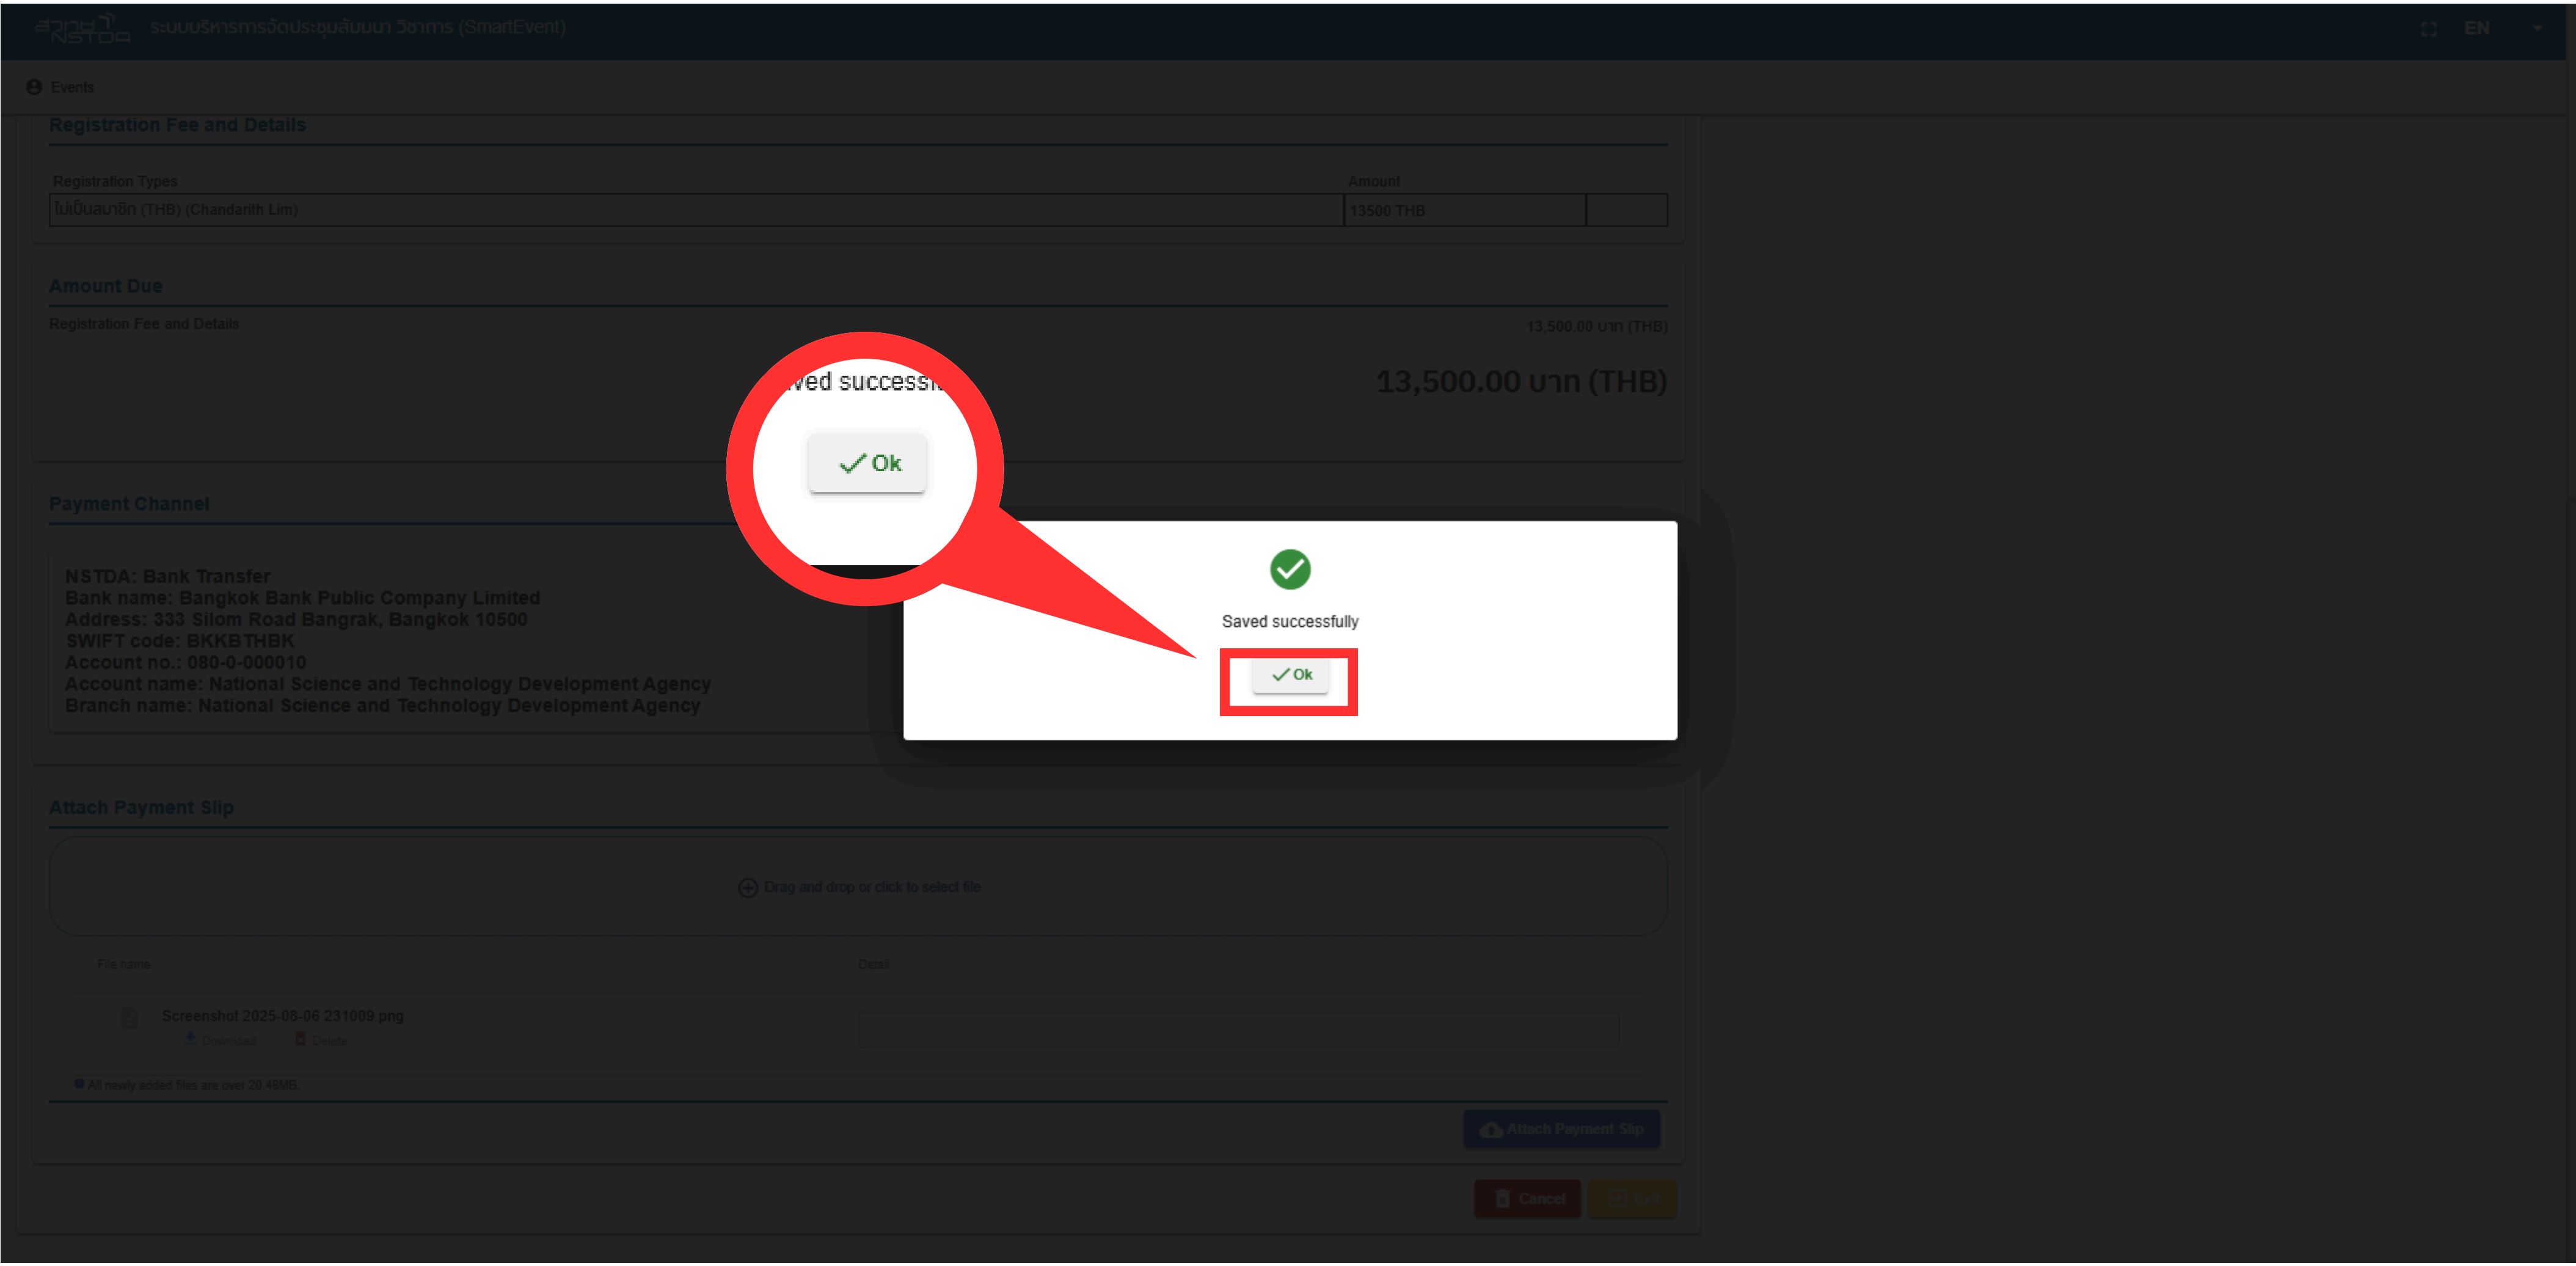 สวทช NSTDA
ระบบบริหารการจัดประชุมสัมมนา วิชาการ (SmartEvent)
EN
Events
Registration Fee and Details
Registration Types Amount
ไม่เป็นสมาชิก (THB) (Chandarith Lim) 13500 THB
Amount Due
Registration Fee and Details 13,500.00 บาท (THB)
13,500.00 บาท (THB)
ved success
Ok
Payment Channel
NSTDA: Bank Transfer
Bank name: Bangkok Bank Public Company Limited
Address: 333 Silom Road Bangrak, Bangkok 10500
SWIFT code: BKKBTHBK
Account no.: 080-0-000010
Account name: National Science and Technology Development Agency
Branch name: National Science and Technology Development Agency
Saved successfully
Ok
Attach Payment Slip
Drag and drop or click to select file
File name Detail
Screenshot 2025-08-06 231009.png
Download Delete
All newly added files are over 20.48MB.
Attach Payment Slip
Cancel Exit